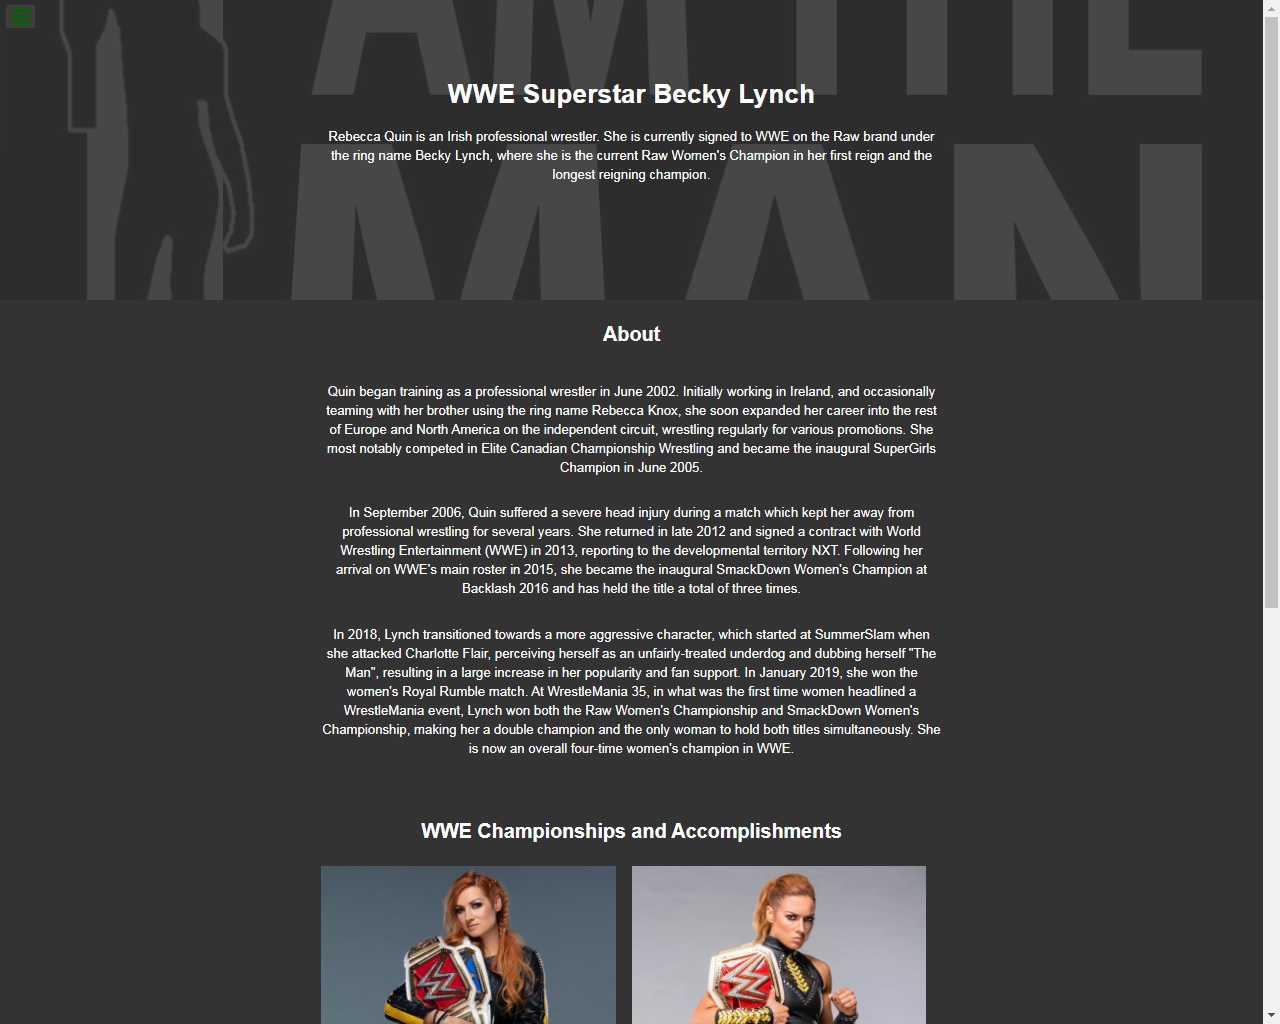 AM THE
MAN
WWE Superstar Becky Lynch
Rebecca Quin is an Irish professional wrestler. She is currently signed to WWE on the Raw brand under
the ring name Becky Lynch, where she is the current Raw Women's Champion in her first reign and the
longest reigning champion.
About
Quin began training as a professional wrestler in June 2002. Initially working in Ireland, and occasionally
teaming with her brother using the ring name Rebecca Knox, she soon expanded her career into the rest
of Europe and North America on the independent circuit, wrestling regularly for various promotions. She
most notably competed in Elite Canadian Championship Wrestling and became the inaugural SuperGirls
Champion in June 2005.
In September 2006, Quin suffered a severe head injury during a match which kept her away from
professional wrestling for several years. She returned in late 2012 and signed a contract with World
Wrestling Entertainment (WWE) in 2013, reporting to the developmental territory NXT. Following her
arrival on WWE's main roster in 2015, she became the inaugural SmackDown Women's Champion at
Backlash 2016 and has held the title a total of three times.
In 2018, Lynch transitioned towards a more aggressive character, which started at SummerSlam when
she attacked Charlotte Flair, perceiving herself as an unfairly-treated underdog and dubbing herself "The
Man", resulting in a large increase in her popularity and fan support. In January 2019, she won the
women's Royal Rumble match. At WrestleMania 35, in what was the first time women headlined a
WrestleMania event, Lynch won both the Raw Women's Championship and SmackDown Women's
Championship, making her a double champion and the only woman to hold both titles simultaneously. She
is now an overall four-time women's champion in WWE.
WWE Championships and Accomplishments